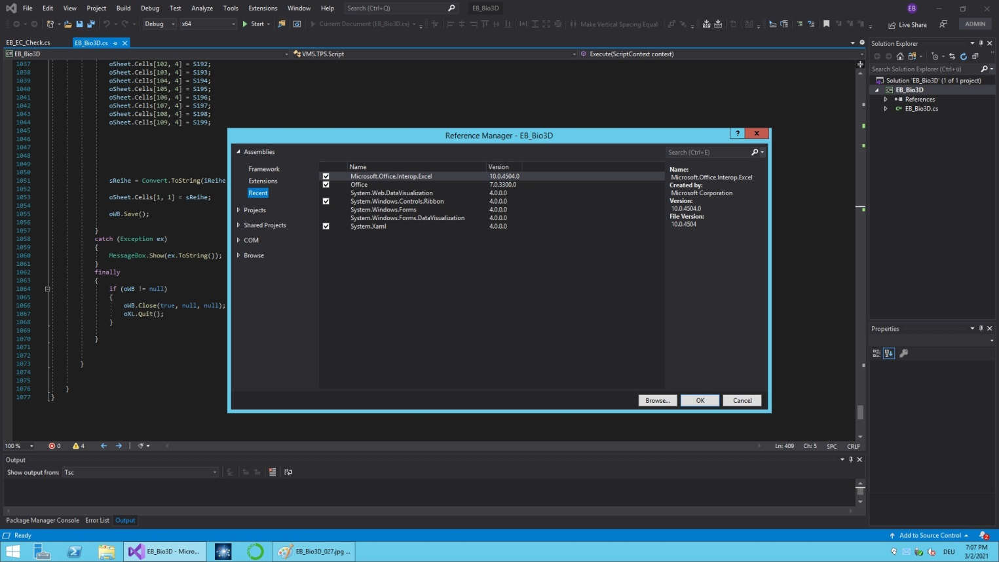 File Edit View Project Build Debug Test Analyze Tools Extensions Window Help Search (Ctrl+Q) EB_Bio3D EB
Debug x64 Start Current Document (EB_Bio3D.cs) Make Vertical Spacing Equal Live Share ADMIN
EB_EC_Check.cs EB_Bio3D.cs
EB_Bio3D VMS.TPS.Script Execute(ScriptContext context)
1037 oSheet.Cells[102, 4] = S192;
1038 oSheet.Cells[103, 4] = S193;
1039 oSheet.Cells[104, 4] = S194;
1040 oSheet.Cells[105, 4] = S195;
1041 oSheet.Cells[106, 4] = S196;
1042 oSheet.Cells[107, 4] = S197;
1043 oSheet.Cells[108, 4] = S198;
1044 oSheet.Cells[109, 4] = S199;
1045
1046
1047
1048
1049
1050
1051 sReihe = Convert.ToString(iReihe
1052
1053 oSheet.Cells[1, 1] = sReihe;
1054
1055 oWB.Save();
1056
1057 }
1058 catch (Exception ex)
1059 {
1060 MessageBox.Show(ex.ToString());
1061 }
1062 finally
1063 {
1064 if (oWB != null)
1065 {
1066 oWB.Close(true, null, null);
1067 oXL.Quit();
1068 }
1069
1070 }
1071
1072
1073 }
1074
1075
1076 }
1077 }
Reference Manager - EB_Bio3D ? x
Assemblies
Framework
Extensions
Recent
Projects
Shared Projects
COM
Browse
Name Version
Microsoft.Office.Interop.Excel 10.0.4504.0
Office 7.0.3300.0
System.Web.DataVisualization 4.0.0.0
System.Windows.Controls.Ribbon 4.0.0.0
System.Windows.Forms 4.0.0.0
System.Windows.Forms.DataVisualization 4.0.0.0
System.Xaml 4.0.0.0
Search (Ctrl+E)
Name:
Microsoft.Office.Interop.Excel
Created by:
Microsoft Corporation
Version:
10.0.4504.0
File Version:
10.0.4504
Browse... OK Cancel
Solution Explorer
Search Solution Explorer (Ctrl+ü)
Solution 'EB_Bio3D' (1 of 1 project)
EB_Bio3D
References
EB_Bio3D.cs
Properties
100 % 0 4 Ln: 409 Ch: 5 SPC CRLF
Output
Show output from: Tsc
Package Manager Console Error List Output
Ready Add to Source Control 2
EB_Bio3D - Micro... EB_Bio3D_027.jpg ... DEU 7:07 PM
3/2/2021